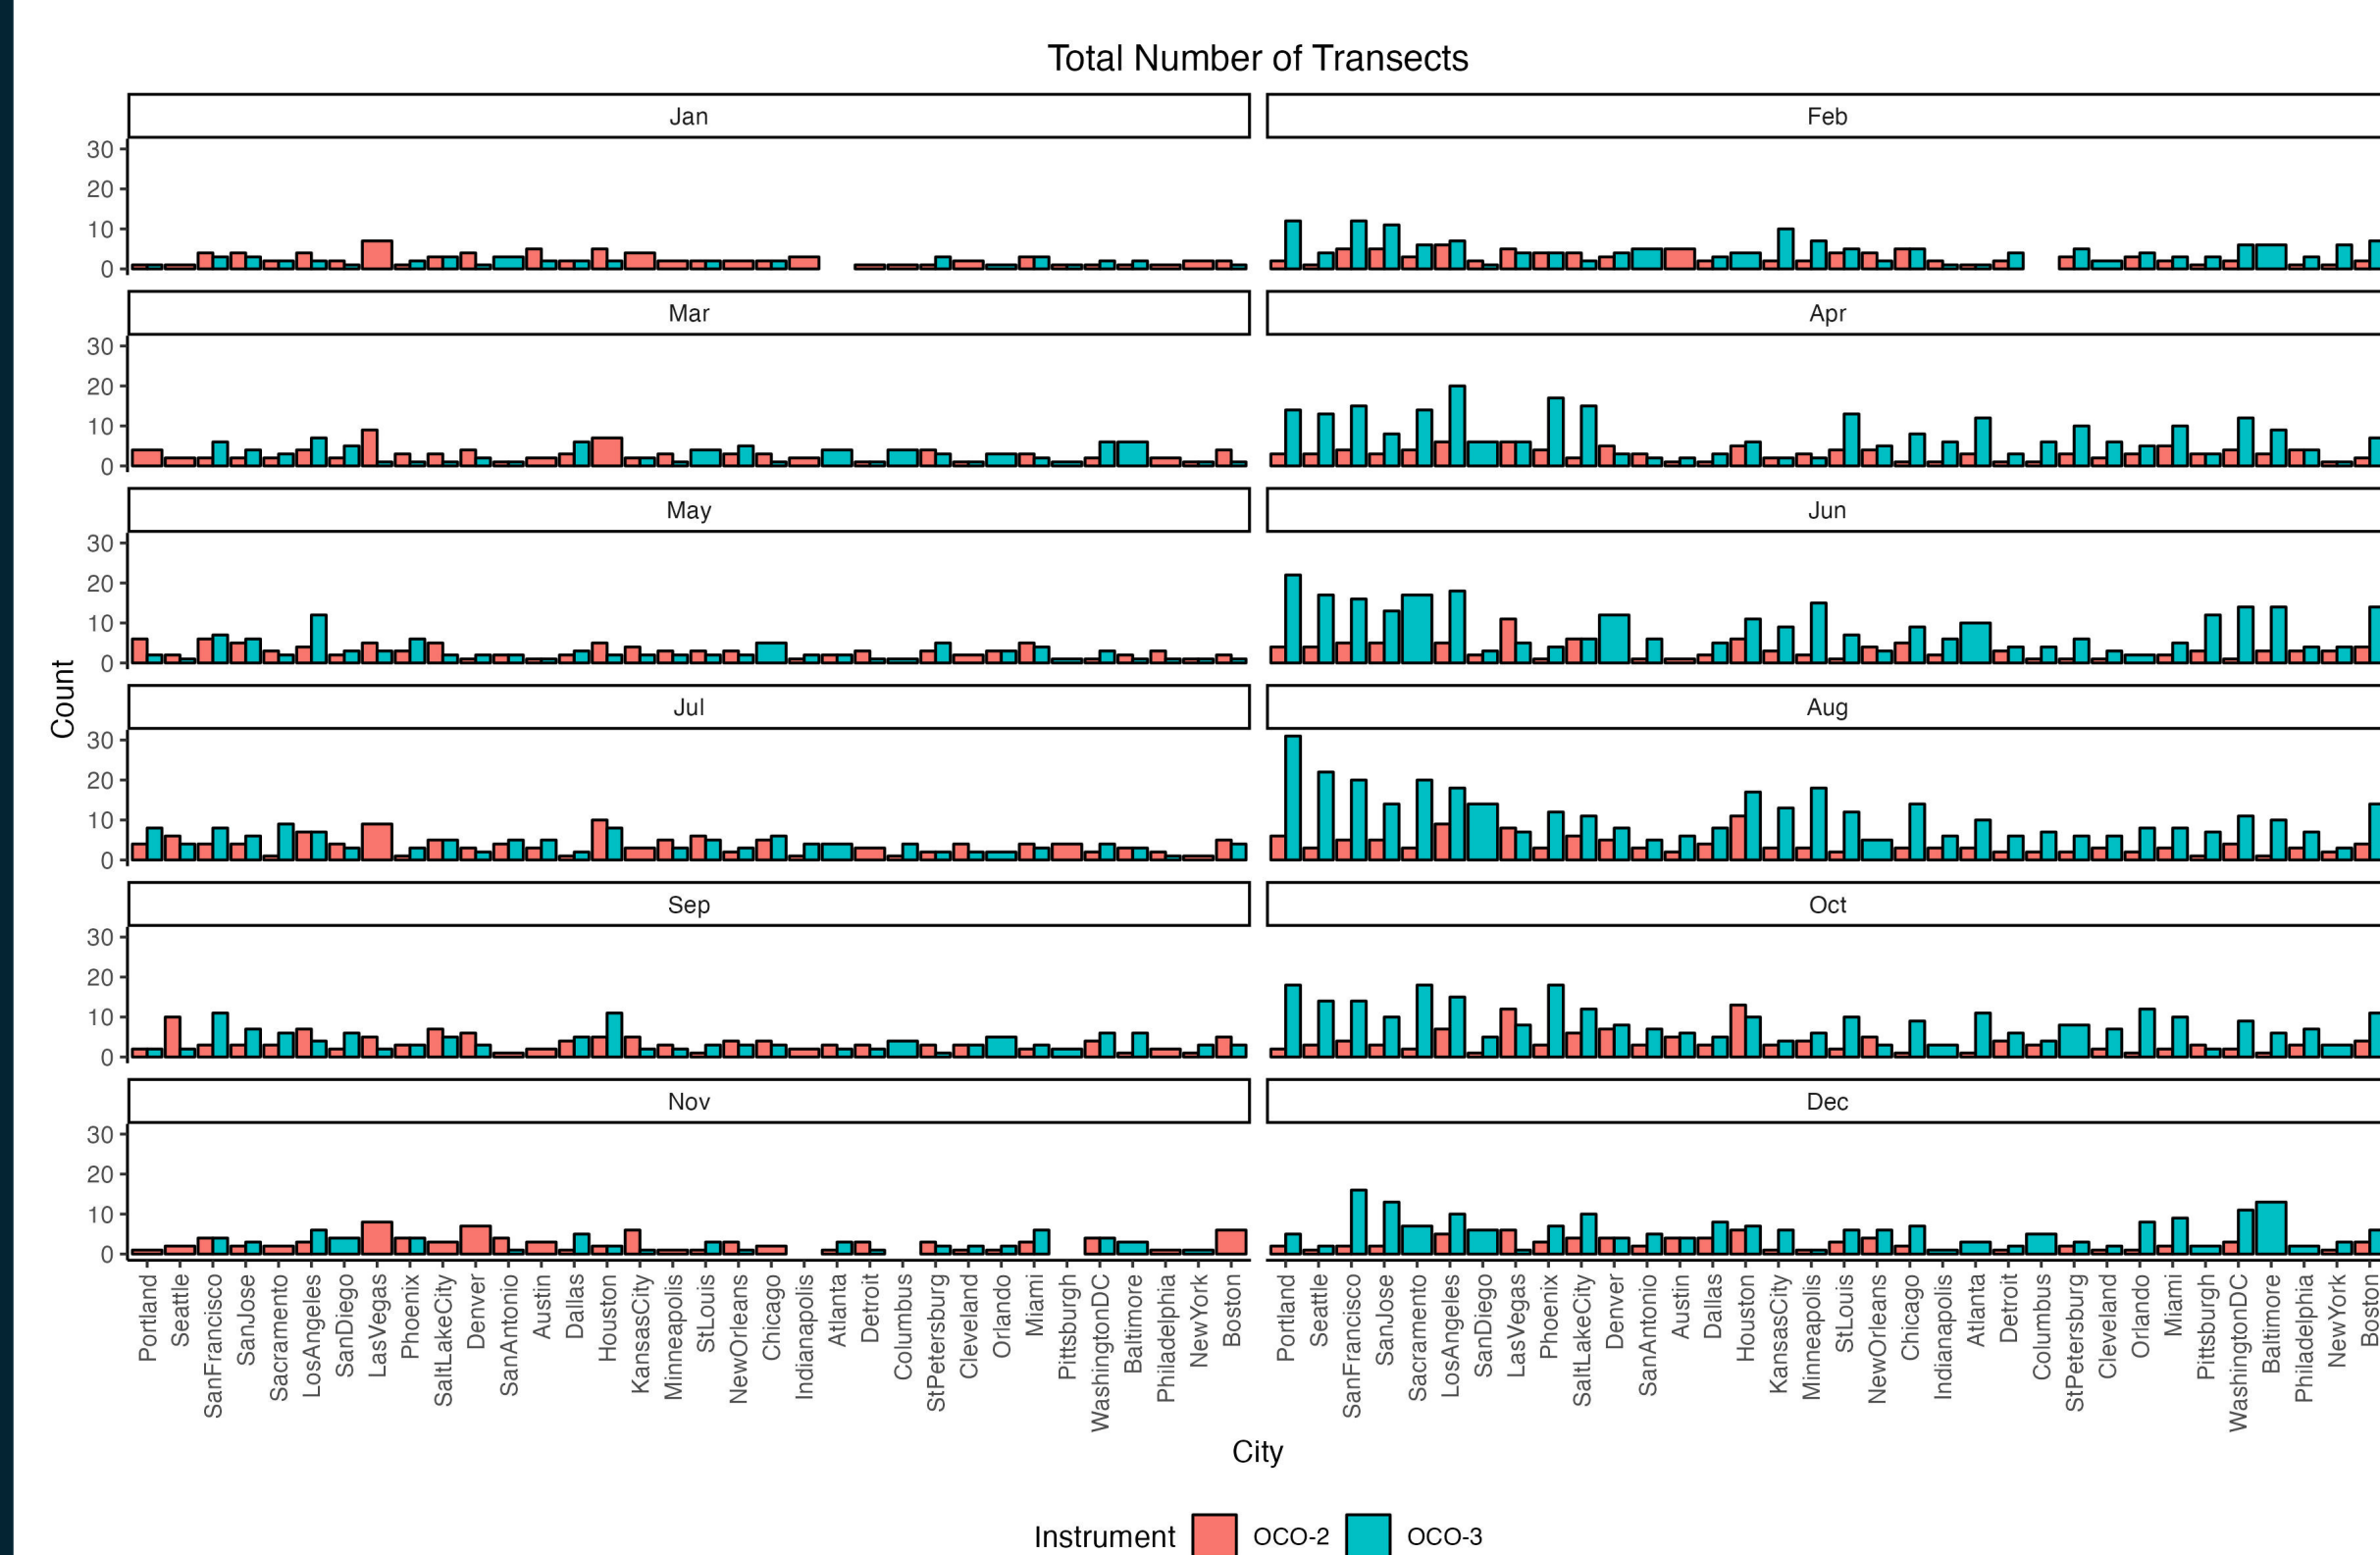 Total Number of Transects
Jan
Feb
30
20
10
0
Mar
Apr
30
20
10
0
May
Jun
30
20
10
0
Jul
Aug
30
20
10
0
Sep
Oct
30
20
10
0
Nov
Dec
30
20
10
0
Count
Portland
Seattle
SanFrancisco
SanJose
Sacramento
LosAngeles
SanDiego
LasVegas
Phoenix
SaltLakeCity
Denver
SanAntonio
Austin
Dallas
Houston
KansasCity
Minneapolis
StLouis
NewOrleans
Chicago
Indianapolis
Atlanta
Detroit
Columbus
StPetersburg
Cleveland
Orlando
Miami
Pittsburgh
WashingtonDC
Baltimore
Philadelphia
NewYork
Boston
Portland
Seattle
SanFrancisco
SanJose
Sacramento
LosAngeles
SanDiego
LasVegas
Phoenix
SaltLakeCity
Denver
SanAntonio
Austin
Dallas
Houston
KansasCity
Minneapolis
StLouis
NewOrleans
Chicago
Indianapolis
Atlanta
Detroit
Columbus
StPetersburg
Cleveland
Orlando
Miami
Pittsburgh
WashingtonDC
Baltimore
Philadelphia
NewYork
Boston
City
Instrument OCO-2 OCO-3